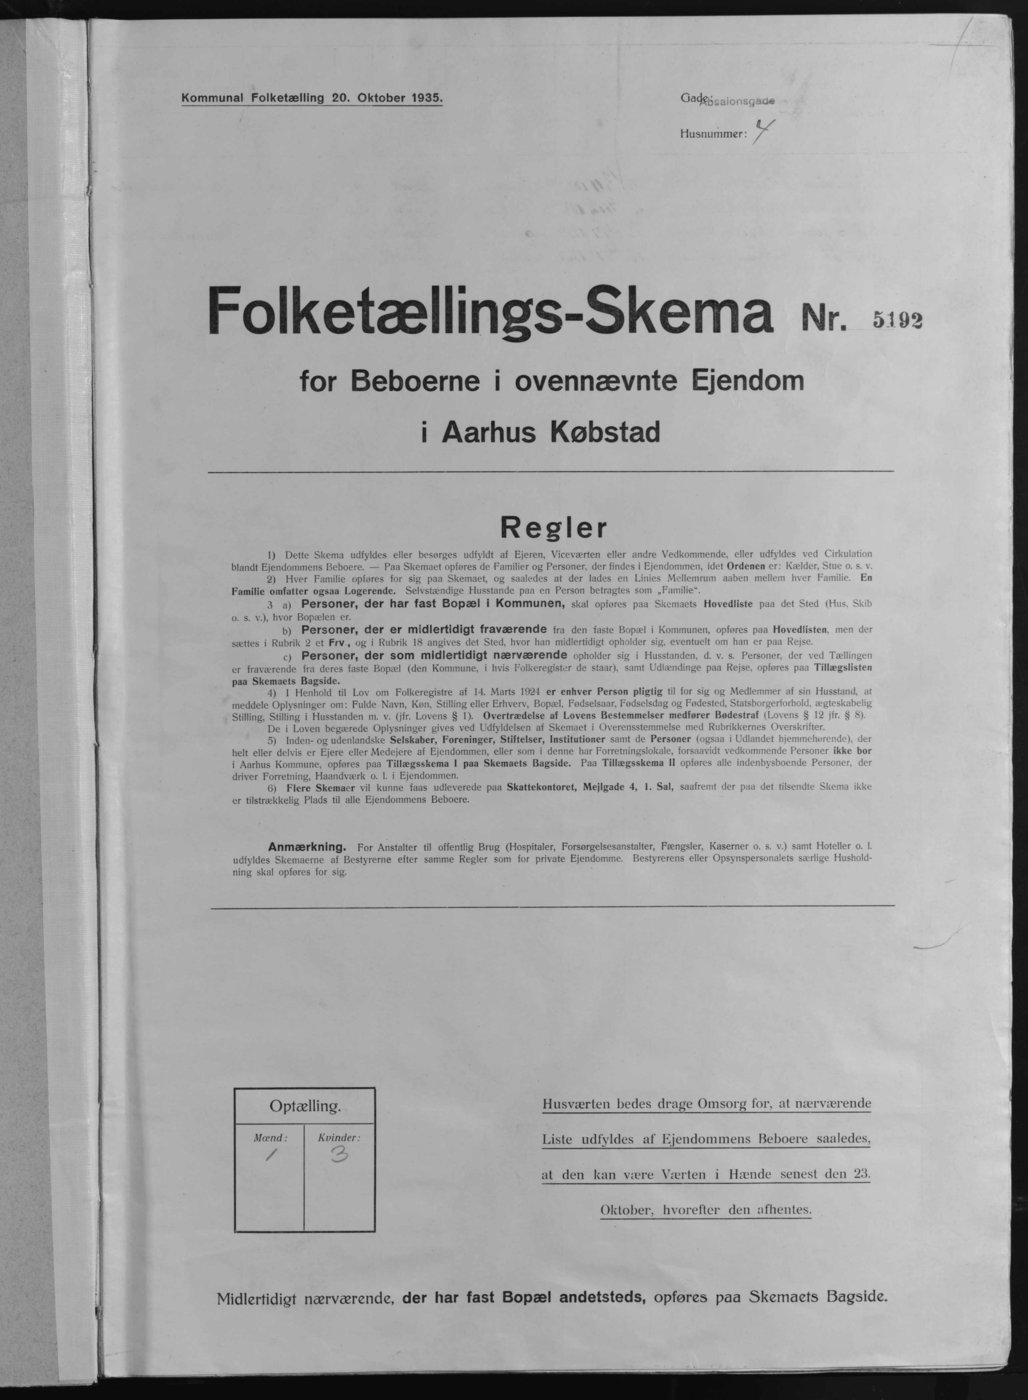 Kommunal Folketælling 20. Oktober 1935.
Gade: Absalonsgade
Husnummer: 4
Folketællings-Skema Nr. 5192
for Beboerne i ovennævnte Ejendom
i Aarhus Købstad
Regler
1) Dette Skema udfyldes eller besørges udfyldt af Ejeren, Viceværten eller andre Vedkommende, eller udfyldes ved Cirkulation
blandt Ejendommens Beboere. — Paa Skemaet opføres de Familier og Personer, der findes i Ejendommen, idet Ordenen er: Kælder, Stue o. s. v.
2) Hver Familie opføres for sig paa Skemaet, og saaledes at der lades en Linies Mellemrum aaben mellem hver Familie. En
Familie omfatter ogsaa Logerende. Selvstændige Husstande paa en Person betragtes som „Familie“.
3 a) Personer, der har fast Bopæl i Kommunen, skal opføres paa Skemaets Hovedliste paa det Sted (Hus, Skib
o. s. v.), hvor Bopælen er.
b) Personer, der er midlertidigt fraværende fra den faste Bopæl i Kommunen, opføres paa Hovedlisten, men der
sættes i Rubrik 2 et Frv., og i Rubrik 18 angives det Sted, hvor han midlertidigt opholder sig, eventuelt om han er paa Rejse.
c) Personer, der som midlertidigt nærværende opholder sig i Husstanden, d. v. s. Personer, der ved Tællingen
er fraværende fra deres faste Bopæl (den Kommune, i hvis Folkeregister de staar), samt Udlændinge paa Rejse, opføres paa Tillægslisten
paa Skemaets Bagside.
4) I Henhold til Lov om Folkeregistre af 14. Marts 1924 er enhver Person pligtig til for sig og Medlemmer af sin Husstand, at
meddele Oplysninger om: Fulde Navn, Køn, Stilling eller Erhverv, Bopæl, Fødselsaar, Fødselsdag og Fødested, Statsborgerforhold, ægteskabelig
Stilling, Stilling i Husstanden m. v. (jfr. Lovens § 1). Overtrædelse af Lovens Bestemmelser medfører Bødestraf (Lovens § 12 jfr. § 8).
De i Loven begærede Oplysninger gives ved Udfyldelsen af Skemaet i Overensstemmelse med Rubrikkernes Overskrifter.
5) Inden- og udenlandske Selskaber, Foreninger, Stiftelser, Institutioner samt de Personer (ogsaa i Udlandet hjemmehørende), der
helt eller delvis er Ejere eller Medejere af Ejendommen, eller som i denne har Forretningslokale, forsaavidt vedkommende Personer ikke bor
i Aarhus Kommune, opføres paa Tillægsskema I paa Skemaets Bagside. Paa Tillægsskema II opføres alle indenbysboende Personer, der
driver Forretning, Haandværk o. l. i Ejendommen.
6) Flere Skemaer vil kunne faas udleverede paa Skattekontoret, Mejlgade 4, 1. Sal, saafremt der paa det tilsendte Skema ikke
er tilstrækkelig Plads til alle Ejendommens Beboere.
Anmærkning. For Anstalter til offentlig Brug (Hospitaler, Forsørgelsesanstalter, Fængsler, Kaserner o. s. v.) samt Hoteller o. l.
udfyldes Skemaerne af Bestyrerne efter samme Regler som for private Ejendomme. Bestyrerens eller Opsynspersonalets særlige Hushold-
ning skal opføres for sig.
Optælling.
Mænd: Kvinder:
1 3
Husværten bedes drage Omsorg for, at nærværende
Liste udfyldes af Ejendommens Beboere saaledes,
at den kan være Værten i Hænde senest den 23.
Oktober, hvorefter den afhentes.
Midlertidigt nærværende, der har fast Bopæl andetsteds, opføres paa Skemaets Bagside.